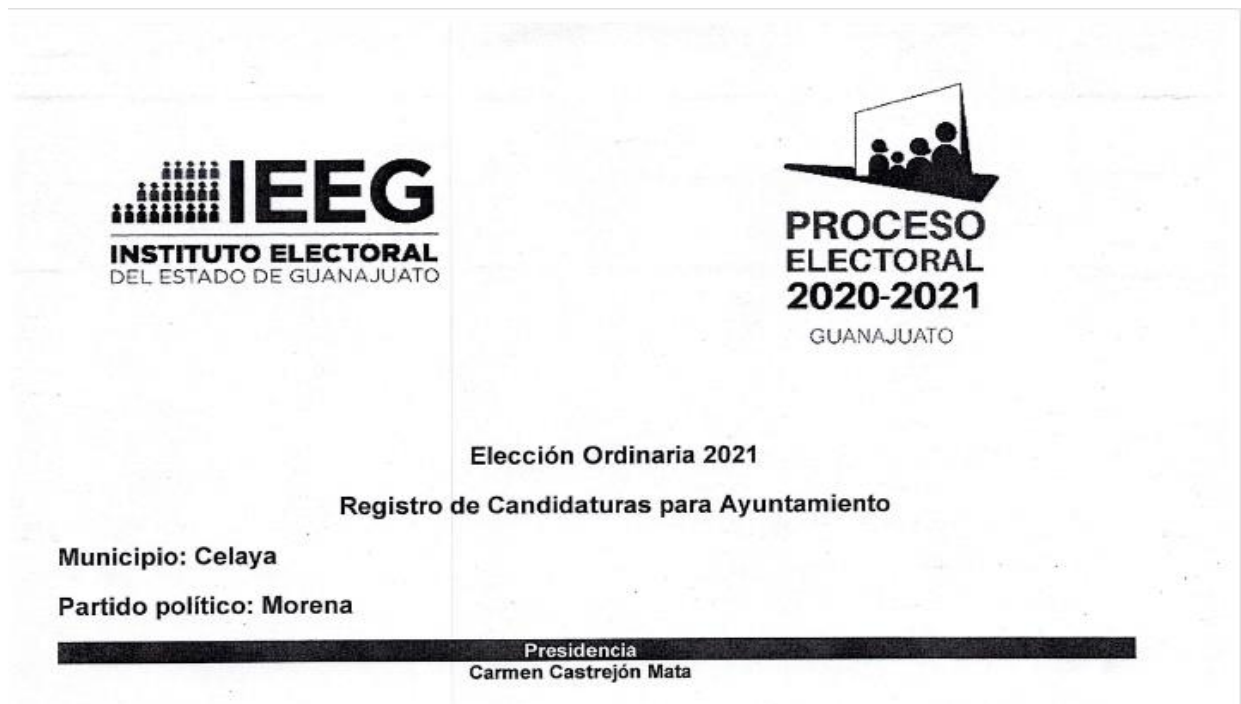 IEEG
INSTITUTO ELECTORAL
DEL ESTADO DE GUANAJUATO
PROCESO
ELECTORAL
2020-2021
GUANAJUATO
Elección Ordinaria 2021
Registro de Candidaturas para Ayuntamiento
Municipio: Celaya
Partido político: Morena
Presidencia
Carmen Castrejón Mata